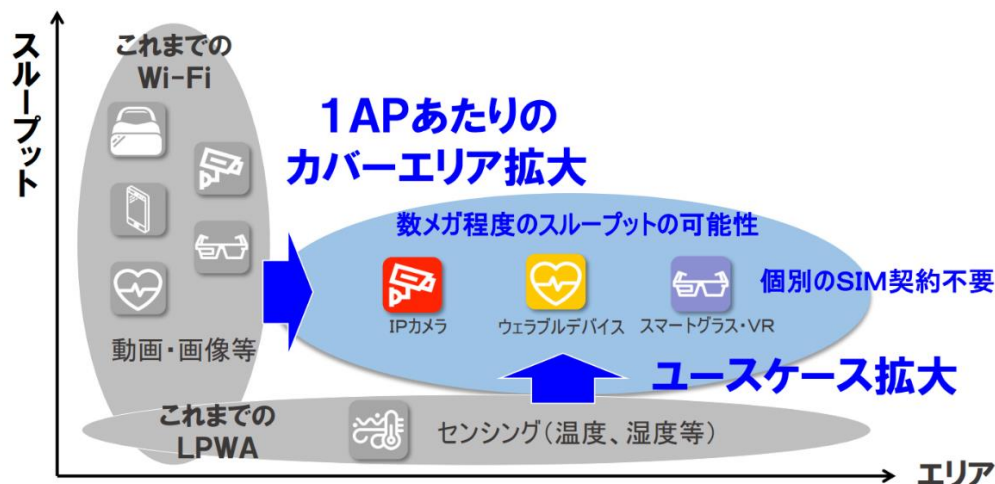 スループット
これまでの
Wi-Fi
動画・画像等
1APあたりの
カバーエリア拡大
数メガ程度のスループットの可能性
IPカメラ
ウェラブルデバイス
スマートグラス・VR
個別のSIM契約不要
ユースケース拡大
これまでの
LPWA
センシング(温度、湿度等)
エリア